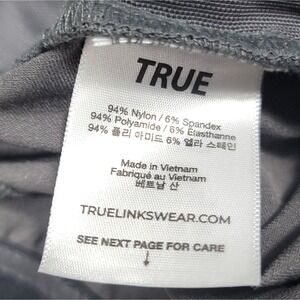 TRUE
94% Nylon / 6% Spandex
94% Polyamide / 6% Élasthanne
94% 폴리 아미드 6% 엘라 스테인
Made in Vietnam
Fabriqué au Vietnam
베트남 산
TRUELINKSWEAR.COM
SEE NEXT PAGE FOR CARE
↓